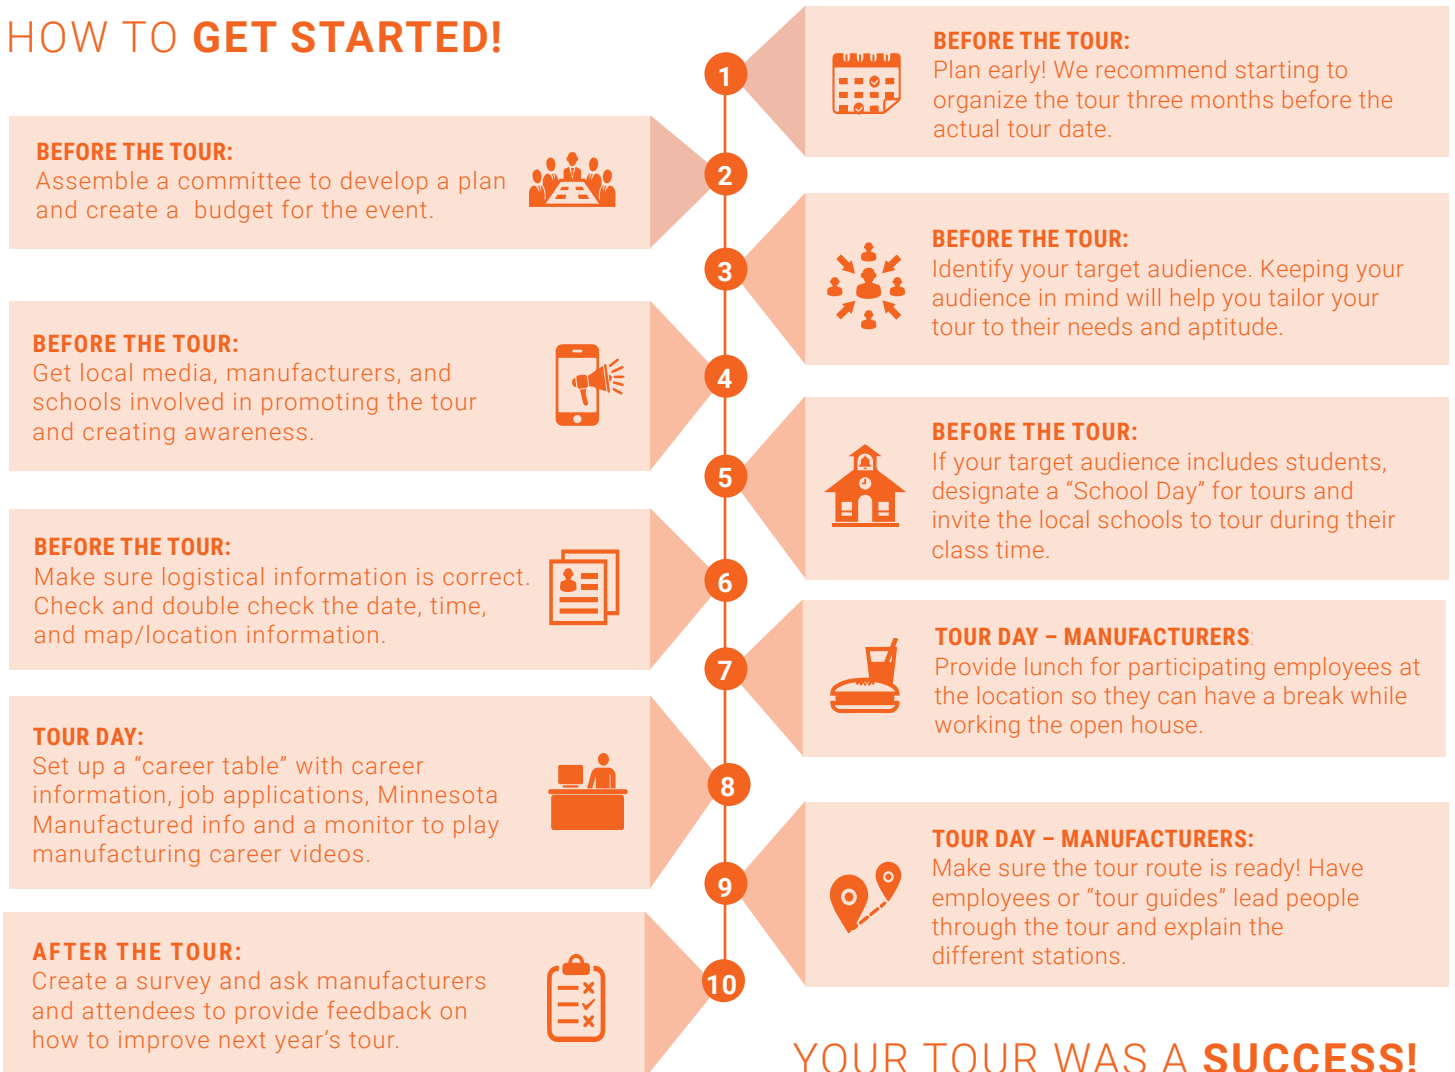 HOW TO GET STARTED!
1
BEFORE THE TOUR:
Plan early! We recommend starting to
organize the tour three months before the
actual tour date.
BEFORE THE TOUR:
Assemble a committee to develop a plan
and create a budget for the event.
2
3
BEFORE THE TOUR:
Identify your target audience. Keeping your
audience in mind will help you tailor your
tour to their needs and aptitude.
BEFORE THE TOUR:
Get local media, manufacturers, and
schools involved in promoting the tour
and creating awareness.
4
5
BEFORE THE TOUR:
If your target audience includes students,
designate a “School Day” for tours and
invite the local schools to tour during their
class time.
BEFORE THE TOUR:
Make sure logistical information is correct.
Check and double check the date, time,
and map/location information.
6
7
TOUR DAY – MANUFACTURERS:
Provide lunch for participating employees at
the location so they can have a break while
working the open house.
TOUR DAY:
Set up a “career table” with career
information, job applications, Minnesota
Manufactured info and a monitor to play
manufacturing career videos.
8
9
TOUR DAY – MANUFACTURERS:
Make sure the tour route is ready! Have
employees or “tour guides” lead people
through the tour and explain the
different stations.
AFTER THE TOUR:
Create a survey and ask manufacturers
and attendees to provide feedback on
how to improve next year’s tour.
10
YOUR TOUR WAS A SUCCESS!